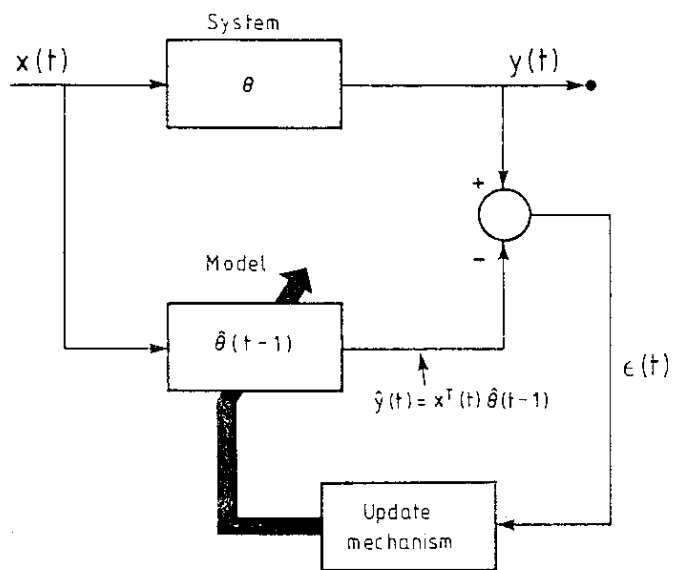 System
x(t)
θ
y(t)
+
-
Model
θ̂(t-1)
ŷ(t) = xᵀ(t) θ̂(t-1)
ϵ(t)
Update
mechanism